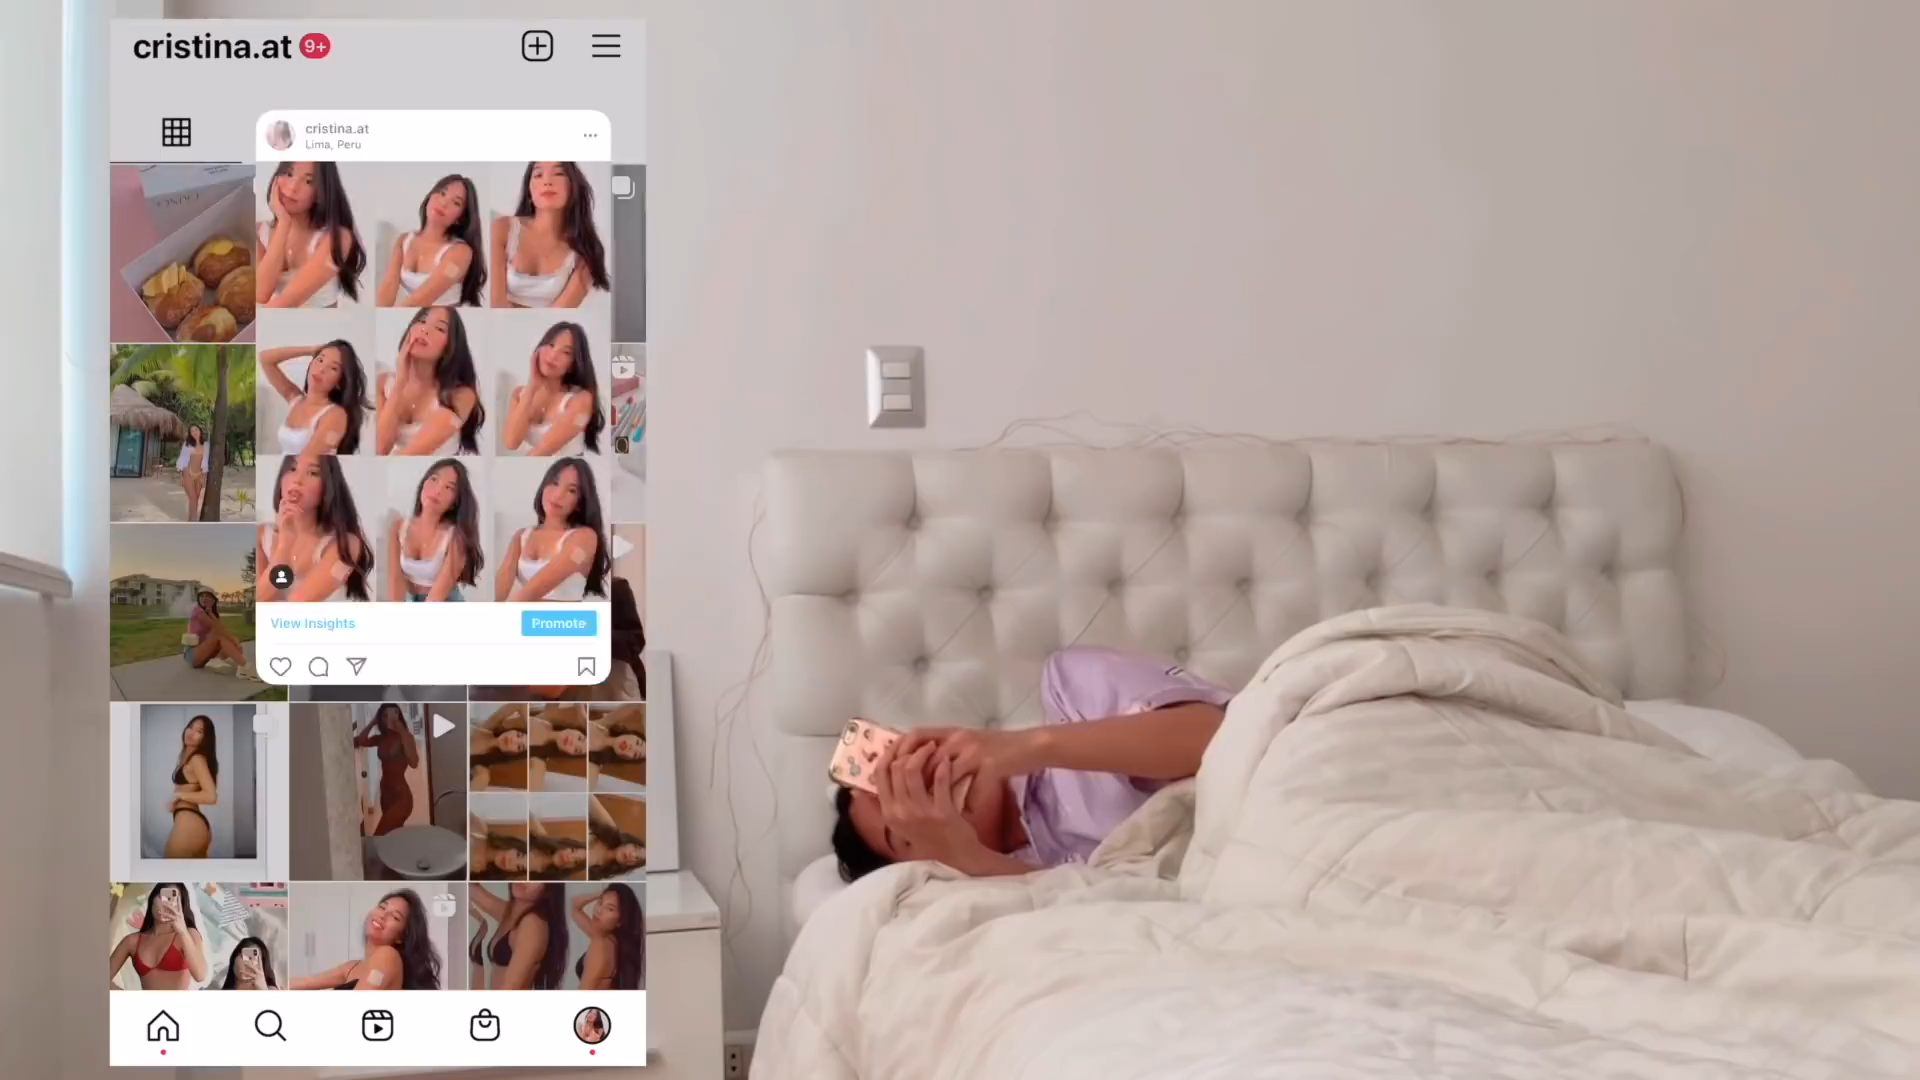 cristina.at 9+
cristina.at
Lima, Peru
View Insights
Promote